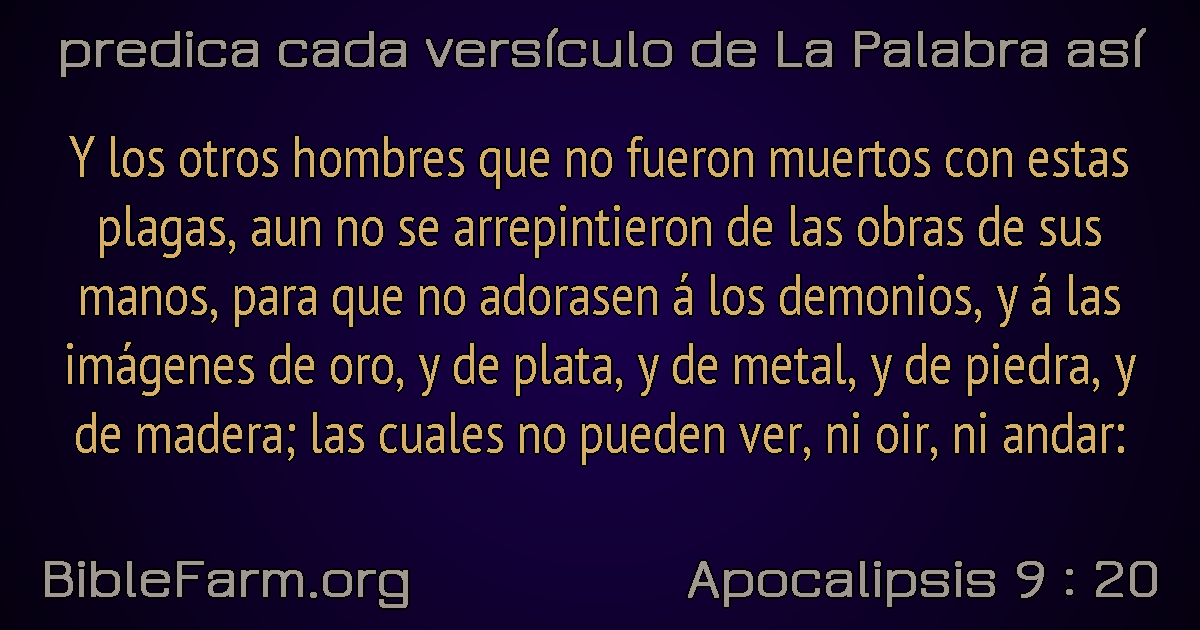 predica cada versículo de La Palabra así
Y los otros hombres que no fueron muertos con estas
plagas, aun no se arrepintieron de las obras de sus
manos, para que no adorasen á los demonios, y á las
imágenes de oro, y de plata, y de metal, y de piedra, y
de madera; las cuales no pueden ver, ni oir, ni andar:
BibleFarm.org
Apocalipsis 9 : 20